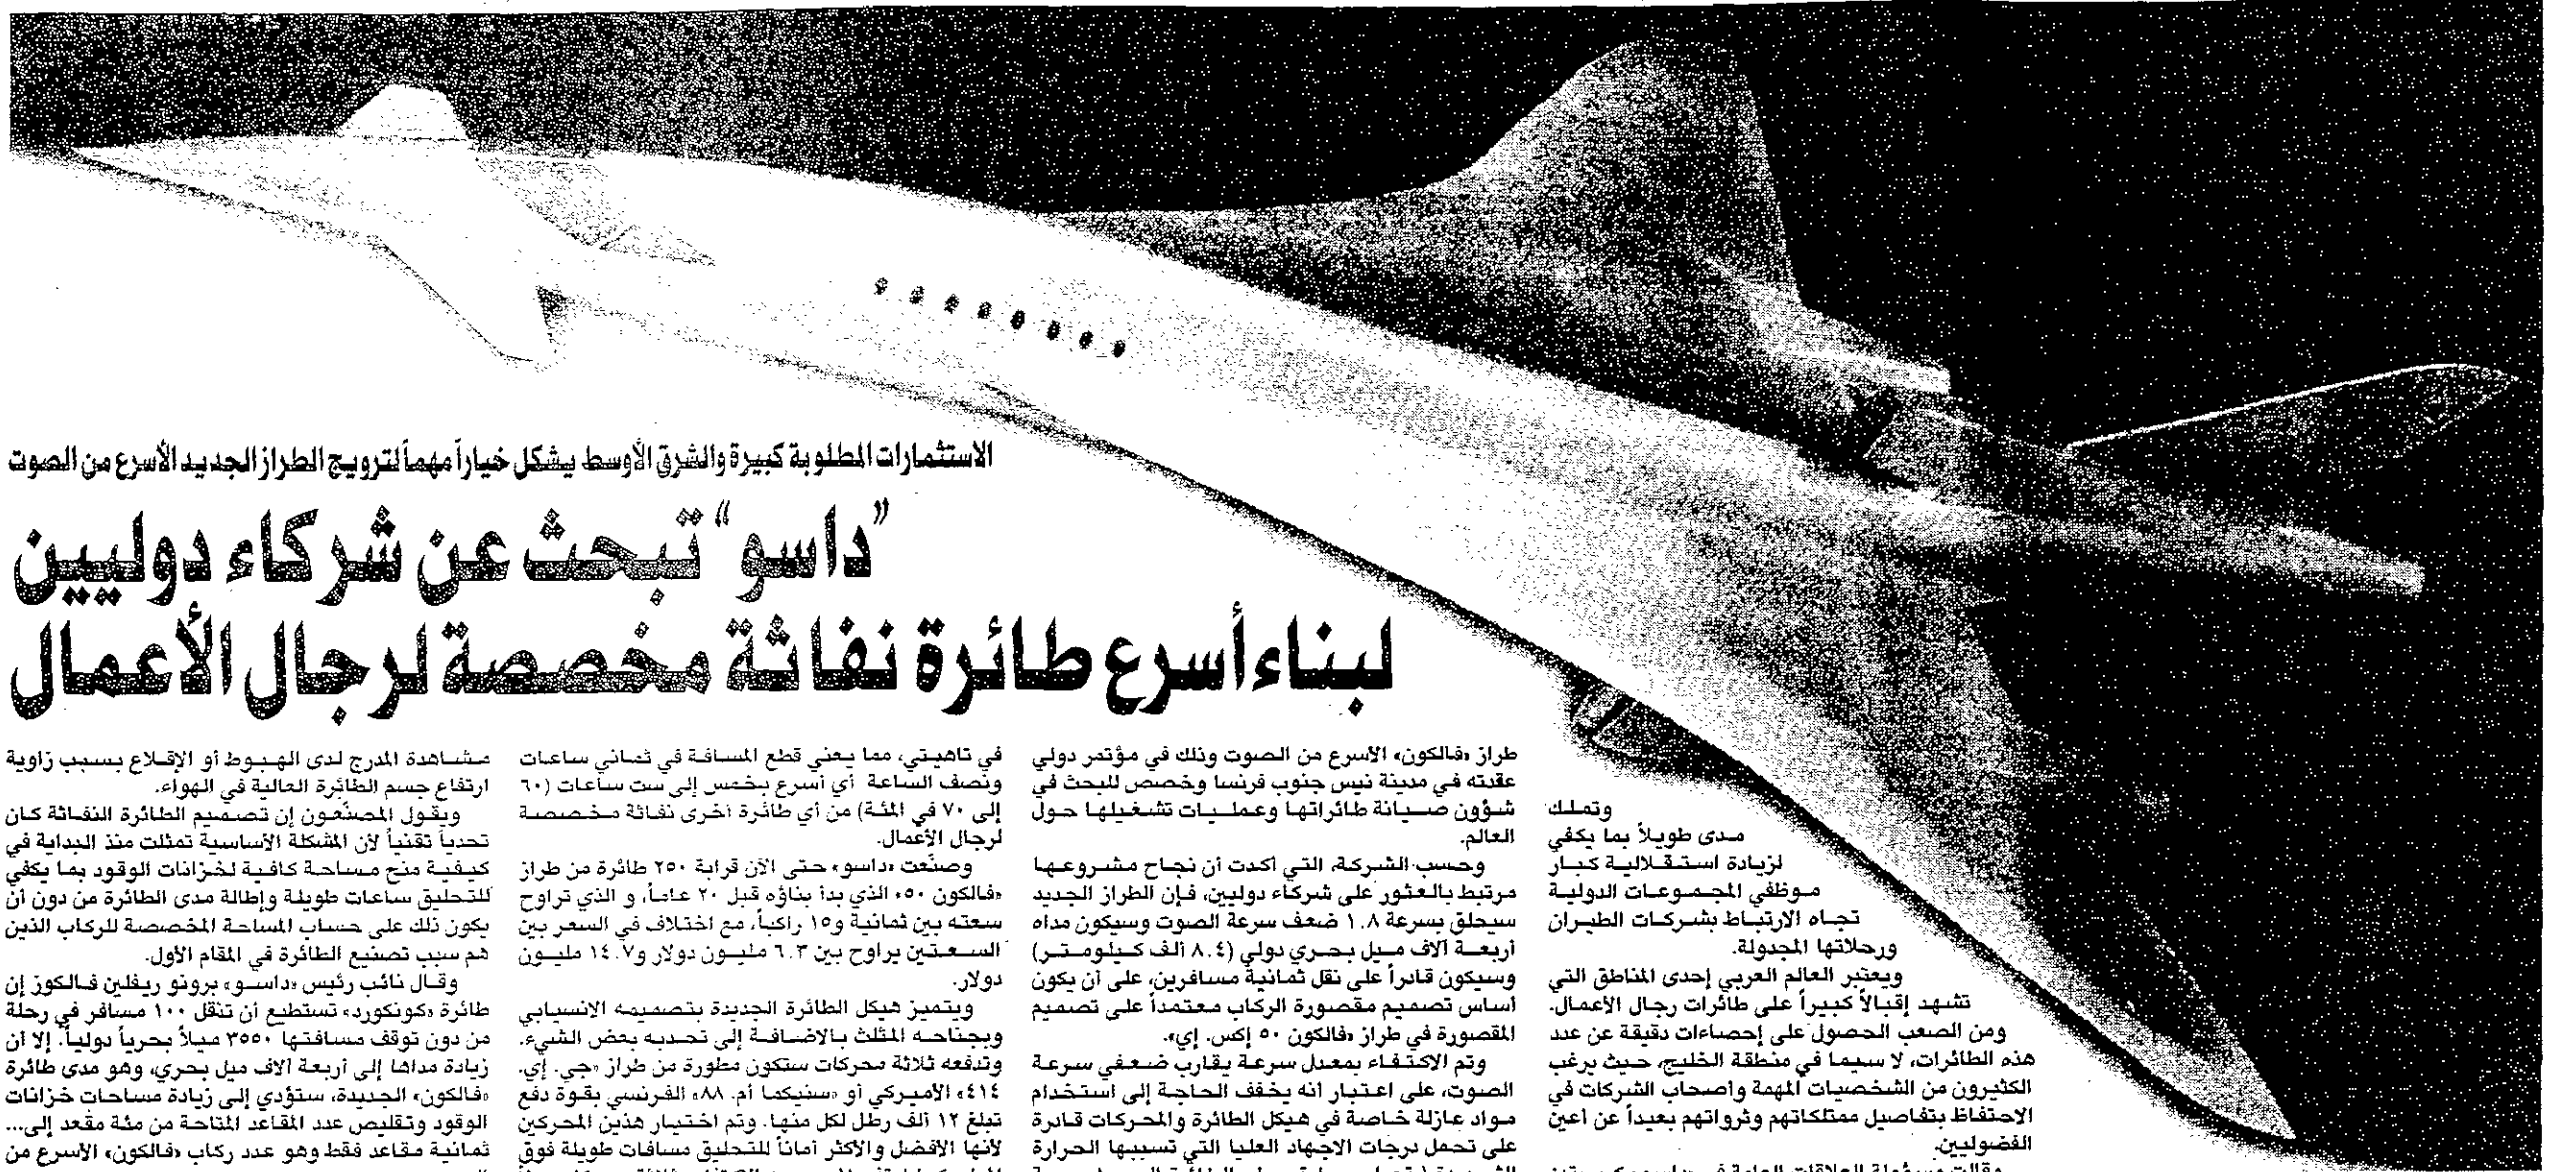 الاستثمارات المطلوبة كبيرة والشرق الأوسط يشكل خياراً مهماً لترويج الطراز الجديد الأسرع من الصوت
"داسو" تبحث عن شركاء دوليين
لبناء أسرع طائرة نفاثة مخصصة لرجال الأعمال
وتملك
مدى طويلاً بما يكفي
لزيادة استقلالية كبار
موظفي المجموعات الدولية
تجاه الارتباط بشركات الطيران
ورحلاتها المجدولة.
ويعتبر العالم العربي إحدى المناطق التي
تشهد إقبالاً كبيراً على طائرات رجال الأعمال.
ومن الصعب الحصول على إحصاءات دقيقة عن عدد
هذه الطائرات، لا سيما في منطقة الخليج، حيث يرغب
الكثيرون من الشخصيات المهمة وأصحاب الشركات في
الاحتفاظ بتفاصيل ممتلكاتهم وثرواتهم بعيداً عن أعين
الفضوليين.
طراز «فالكون» الأسرع من الصوت وذلك في مؤتمر دولي
عقدته في مدينة نيس جنوب فرنسا وخصص للبحث في
شؤون صيانة طائراتها وعمليات تشغيلها حول
العالم.
وحسب الشركة، التي أكدت أن نجاح مشروعها
مرتبط بالعثور على شركاء دوليين، فإن الطراز الجديد
سيحلق بسرعة ١.٨ ضعف سرعة الصوت وسيكون مداه
أربعة آلاف ميل بحري دولي (٨.٤ ألف كيلومتر)
وسيكون قادراً على نقل ثمانية مسافرين، على أن يكون
أساس تصميم مقصورة الركاب معتمداً على تصميم
المقصورة في طراز «فالكون ٥٠ إكس. إي».
وتم الاكتفاء بمعدل سرعة يقارب ضعفي سرعة
الصوت، على اعتبار أنه يخفف الحاجة إلى استخدام
مواد عازلة خاصة في هيكل الطائرة والمحركات قادرة
على تحمل درجات الاجهاد العليا التي تسببها الحرارة
في تاهيتي، مما يعني قطع المسافة في ثماني ساعات
ونصف الساعة أي أسرع بخمس إلى ست ساعات (٦٠
إلى ٧٠ في المئة) من أي طائرة أخرى نفاثة مخصصة
لرجال الأعمال.
وصنّعت «داسو» حتى الآن قرابة ٢٥٠ طائرة من طراز
«فالكون ٥٠» الذي بدأ بناؤه قبل ٢٠ عاماً، و الذي تراوح
سعته بين ثمانية و١٥ راكباً، مع اختلاف في السعر بين
السعتين يراوح بين ٦.٣ مليون دولار و١٤.٧ مليون
دولار.
ويتميز هيكل الطائرة الجديدة بتصميمه الانسيابي
وبجناحه المثلث بالاضافة إلى تحدبه بعض الشيء.
وتدفعه ثلاثة محركات ستكون مطورة من طراز «جي. إي.
٤١٤» الأميركي أو «سنيكما أم. ٨٨» الفرنسي بقوة دفع
تبلغ ١٢ ألف رطل لكل منها. وتم اختيار هذين المحركين
لأنها الأفضل والأكثر أماناً للتحليق مسافات طويلة فوق
مشاهدة المدرج لدى الهبوط أو الإقلاع بسبب زاوية
ارتفاع جسم الطائرة العالية في الهواء.
ويقول المصنّعون إن تصميم الطائرة النفاثة كان
تحدياً تقنياً لأن المشكلة الأساسية تمثلت منذ البداية في
كيفية منح مساحة كافية لخزانات الوقود بما يكفي
للتحليق ساعات طويلة وإطالة مدى الطائرة من دون أن
يكون ذلك على حساب المساحة المخصصة للركاب الذين
هم سبب تصنيع الطائرة في المقام الأول.
وقال نائب رئيس «داسو» برونو ريفلين فالكوز إن
طائرة «كونكورد» تستطيع أن تنقل ١٠٠ مسافر في رحلة
من دون توقف مسافتها ٣٥٥٠ ميلاً بحرياً دولياً. إلا أن
زيادة مداها إلى أربعة آلاف ميل بحري، وهو مدى طائرة
«فالكون» الجديدة، ستؤدي إلى زيادة مساحات خزانات
الوقود وتقليص عدد المقاعد المتاحة من مئة مقعد إلى...
ثمانية مقاعد فقط وهو عدد ركاب «فالكون» الأسرع من